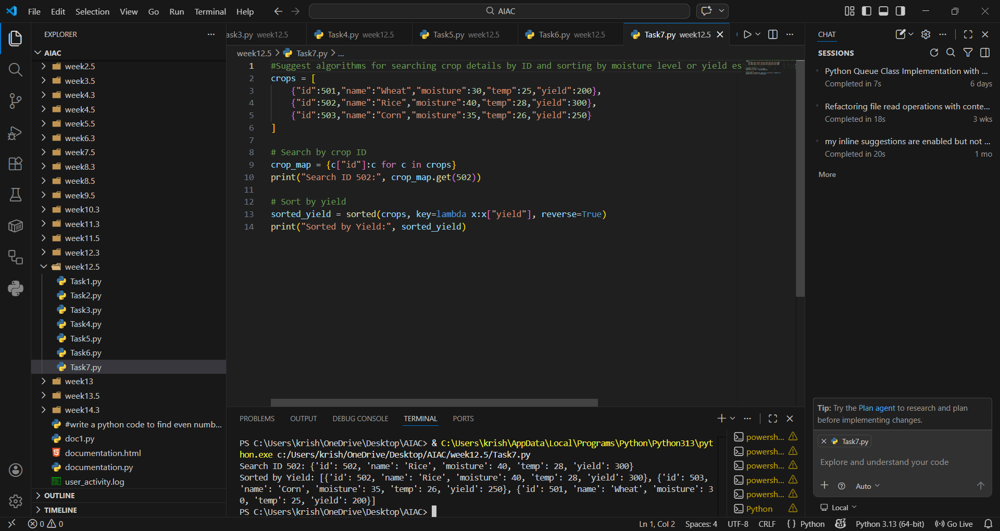 File Edit Selection View Go Run Terminal Help
AIAC
EXPLORER
AIAC
week2.5
week3.5
week4.3
week4.5
week5.5
week6.3
week7.5
week8.3
week8.5
week9.5
week10.3
week11.3
week11.5
week12.3
week12.5
Task1.py
Task2.py
Task3.py
Task4.py
Task5.py
Task6.py
Task7.py
week13
week13.5
week14.3
#write a python code to find even numb...
doc1.py
documentation.html
documentation.py
user_activity.log
OUTLINE
TIMELINE
ask3.py week12.5 Task4.py week12.5 Task5.py week12.5 Task6.py week12.5 Task7.py week12.5
week12.5 > Task7.py > ...
1 #Suggest algorithms for searching crop details by ID and sorting by moisture level or yield es
2 crops = [
3 {"id":501,"name":"Wheat","moisture":30,"temp":25,"yield":200},
4 {"id":502,"name":"Rice","moisture":40,"temp":28,"yield":300},
5 {"id":503,"name":"Corn","moisture":35,"temp":26,"yield":250}
6 ]
7
8 # Search by crop ID
9 crop_map = {c["id"]:c for c in crops}
10 print("Search ID 502:", crop_map.get(502))
11
12 # Sort by yield
13 sorted_yield = sorted(crops, key=lambda x:x["yield"], reverse=True)
14 print("Sorted by Yield:", sorted_yield)
PROBLEMS OUTPUT DEBUG CONSOLE TERMINAL PORTS
PS C:\Users\krish\OneDrive\Desktop\AIAC> & C:\Users\krish\AppData\Local\Programs\Python\Python313\pyt
hon.exe c:/Users/krish/OneDrive/Desktop/AIAC/week12.5/Task7.py
Search ID 502: {'id': 502, 'name': 'Rice', 'moisture': 40, 'temp': 28, 'yield': 300}
Sorted by Yield: [{'id': 502, 'name': 'Rice', 'moisture': 40, 'temp': 28, 'yield': 300}, {'id': 503,
'name': 'Corn', 'moisture': 35, 'temp': 26, 'yield': 250}, {'id': 501, 'name': 'Wheat', 'moisture': 3
0, 'temp': 25, 'yield': 200}]
PS C:\Users\krish\OneDrive\Desktop\AIAC>
powersh...
powersh...
powersh...
powersh...
powersh...
Python
CHAT
SESSIONS
Python Queue Class Implementation with ...
Completed in 7s 6 days
Refactoring file read operations with conte...
Completed in 18s 3 wks
my inline suggestions are enabled but not ...
Completed in 20s 1 mo
More
Tip: Try the Plan agent to research and plan
before implementing changes.
Task7.py
Explore and understand your code
Auto
Local
0 0 Ln 1, Col 2 Spaces: 4 UTF-8 CRLF {} Python Python 3.13 (64-bit) Go Live